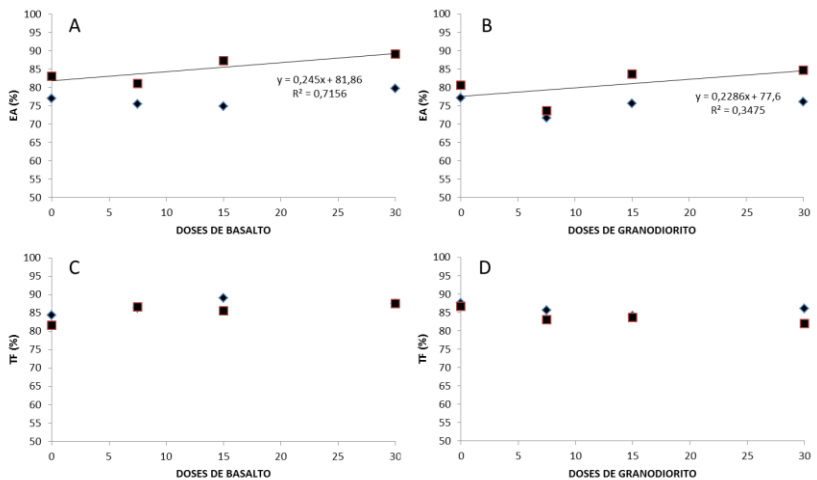 A
100
95
90
85
80
75
70
65
60
55
50
EA (%)
y = 0,245x + 81,86
R² = 0,7156
0 5 10 15 20 25 30
DOSES DE BASALTO
B
100
95
90
85
80
75
70
65
60
55
50
EA (%)
y = 0,2286x + 77,6
R² = 0,3475
0 5 10 15 20 25 30
DOSES DE GRANODIORITO
C
100
95
90
85
80
75
70
65
60
55
50
TF (%)
0 5 10 15 20 25 30
DOSES DE BASALTO
D
100
95
90
85
80
75
70
65
60
55
50
TF (%)
0 5 10 15 20 25 30
DOSES DE GRANODIORITO